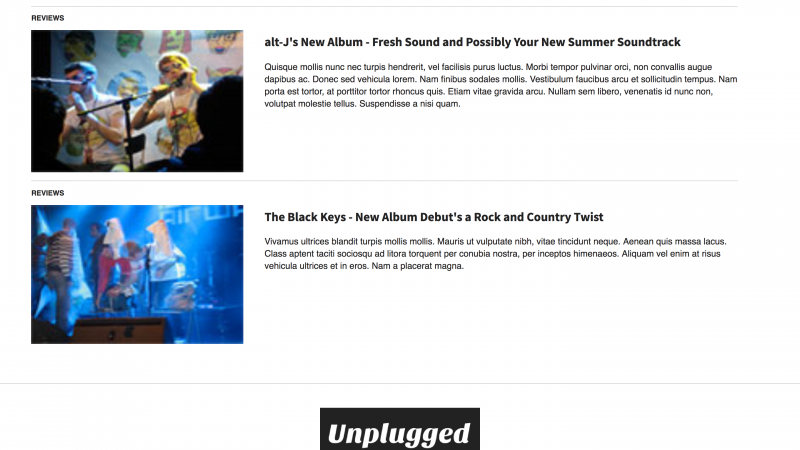 REVIEWS
alt-J's New Album - Fresh Sound and Possibly Your New Summer Soundtrack
Quisque mollis nunc nec turpis hendrerit, vel facilisis purus luctus. Morbi tempor pulvinar orci, non convallis augue
dapibus ac. Donec sed vehicula lorem. Nam finibus sodales mollis. Vestibulum faucibus arcu et sollicitudin tempus. Nam
porta est tortor, at porttitor tortor rhoncus quis. Etiam vitae gravida arcu. Nullam sem libero, venenatis id nunc non,
volutpat molestie tellus. Suspendisse a nisi quam.
REVIEWS
The Black Keys - New Album Debut's a Rock and Country Twist
Vivamus ultrices blandit turpis mollis mollis. Mauris ut vulputate nibh, vitae tincidunt neque. Aenean quis massa lacus.
Class aptent taciti sociosqu ad litora torquent per conubia nostra, per inceptos himenaeos. Aliquam vel enim at risus
vehicula ultrices et in eros. Nam a placerat magna.
Unplugged